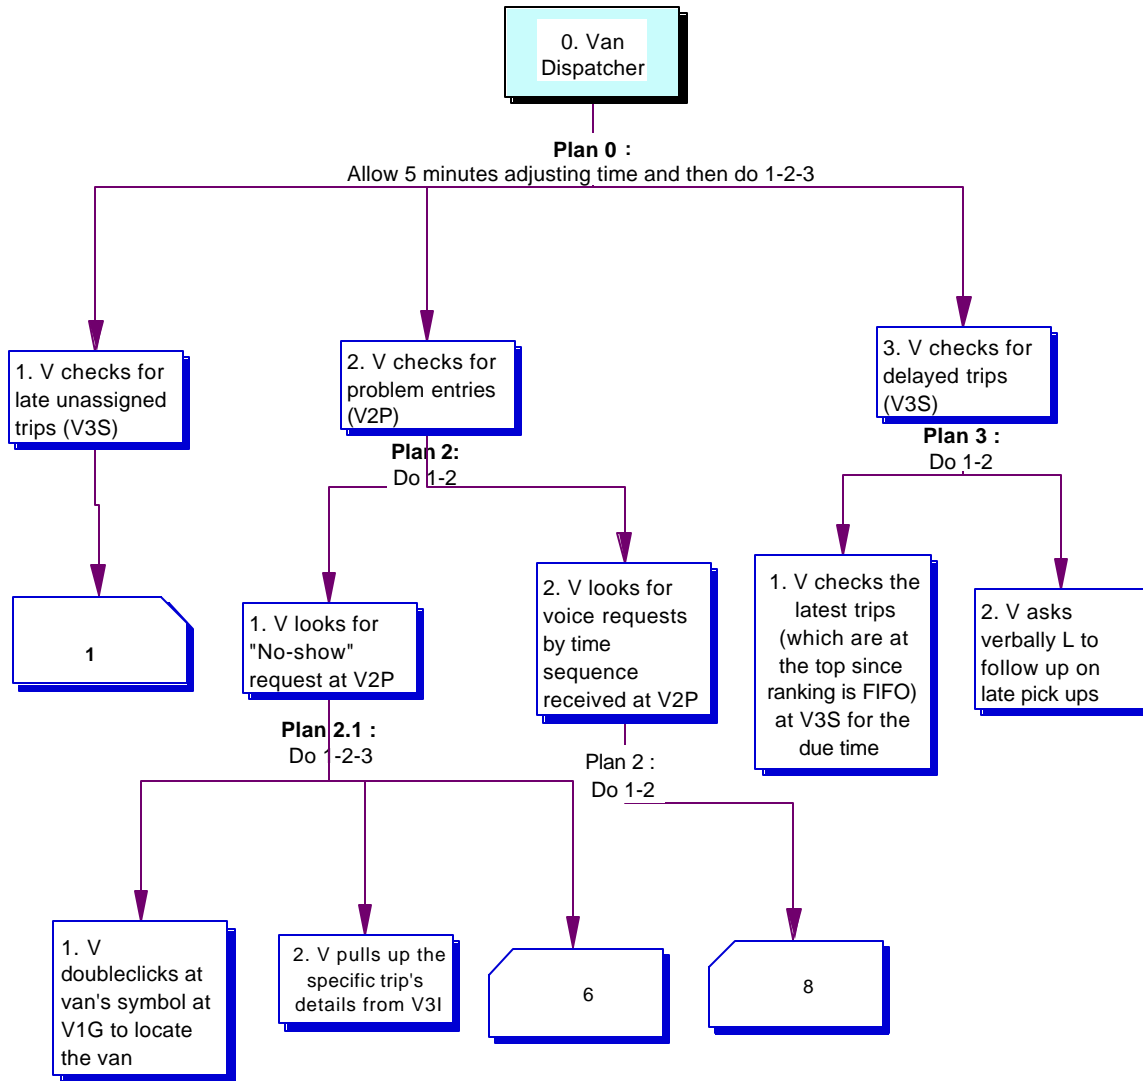 0. Van
Dispatcher
Plan 0 :
Allow 5 minutes adjusting time and then do 1-2-3
1. V checks for
late unassigned
trips (V3S)
2. V checks for
problem entries
(V2P)
3. V checks for
delayed trips
(V3S)
Plan 2:
Do 1-2
Plan 3 :
Do 1-2
1
1. V looks for
"No-show"
request at V2P
2. V looks for
voice requests
by time
sequence
received at V2P
1. V checks the
latest trips
(which are at
the top since
ranking is FIFO)
at V3S for the
due time
2. V asks
verbally L to
follow up on
late pick ups
Plan 2.1 :
Do 1-2-3
Plan 2 :
Do 1-2
1. V
doubleclicks at
van's symbol at
V1G to locate
the van
2. V pulls up the
specific trip's
details from V3I
6
8